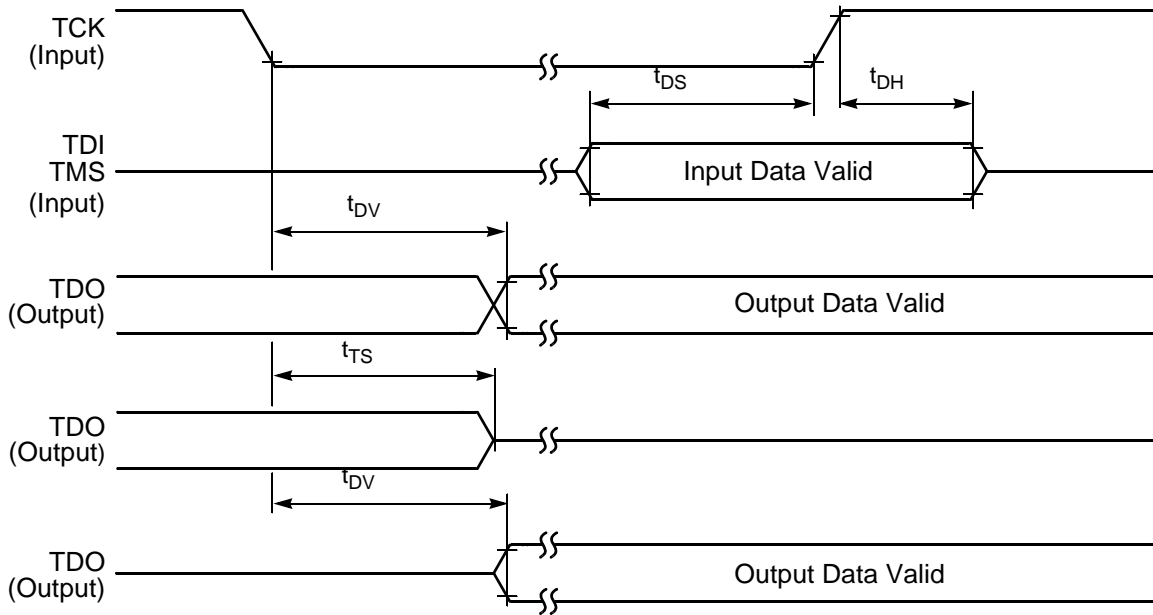 TCK
(Input)
tDS
tDH
TDI
TMS
(Input)
Input Data Valid
tDV
TDO
(Output)
Output Data Valid
tTS
TDO
(Output)
tDV
TDO
(Output)
Output Data Valid